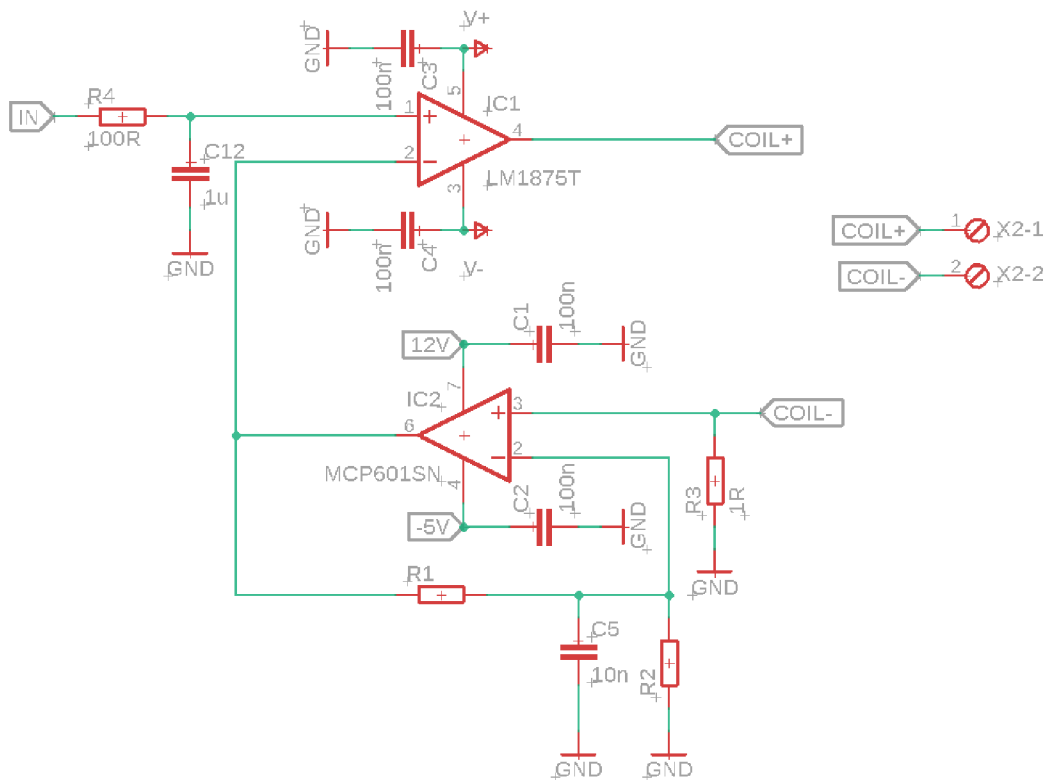 V+
GND
100n
C3
5
IN
R4
100R
1
IC1
4
COIL+
2
C12
1u
LM1875T
3
GND
GND
100n
C4
V-
COIL+
1
X2-1
COIL-
2
X2-2
C1
100n
GND
12V
7
IC2
3
COIL-
6
2
MCP601SN
4
C2
100n
GND
-5V
R3
1R
GND
R1
C5
10n
R2
GND
GND